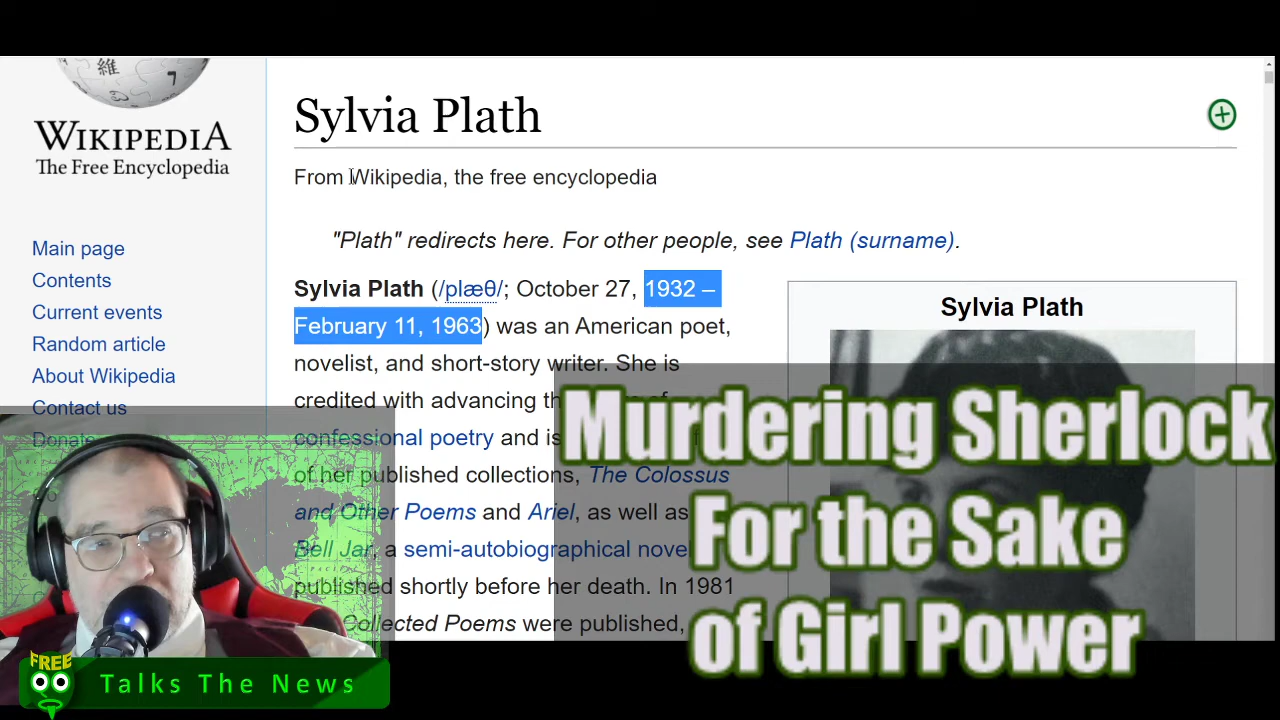 維
7
WIKIPEDIA
The Free Encyclopedia
Main page
Contents
Current events
Random article
About Wikipedia
Contact us
Donate
Sylvia Plath
From Wikipedia, the free encyclopedia
"Plath" redirects here. For other people, see Plath (surname).
Sylvia Plath (/plæθ/; October 27, 1932 –
February 11, 1963) was an American poet,
novelist, and short-story writer. She is
credited with advancing
confessional poetry and is
of her published collections, The Colossus
and Other Poems and Ariel, as well as
Bell Jar, a semi-autobiographical novel
published shortly before her death. In 1981
Collected Poems were published,
Sylvia Plath
Murdering Sherlock
For the Sake
of Girl Power
FREE
Talks The News